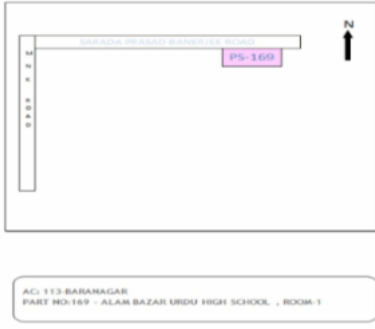 SARADA PRASAD BANERJEE ROAD
N
PS-169
M N K ROAD
AC: 113-BARANAGAR
PART NO:169 - ALAM BAZAR URDU HIGH SCHOOL , ROOM-1